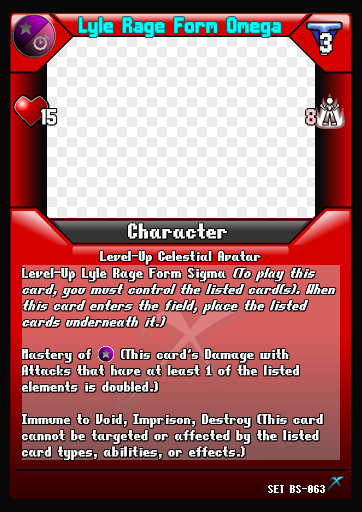 Lyle Rage Form Omega
3
15
8
Character
Level-Up Celestial Avatar
Level-Up Lyle Rage Form Sigma (To play this
card, you must control the listed card(s). When
this card enters the field, place the listed
cards underneath it.)
Mastery of (This card's Damage with
Attacks that have at least 1 of the listed
elements is doubled.)
Immune to Void, Imprison, Destroy (This card
cannot be targeted or affected by the listed
card types, abilities, or effects.)
SET BS-063